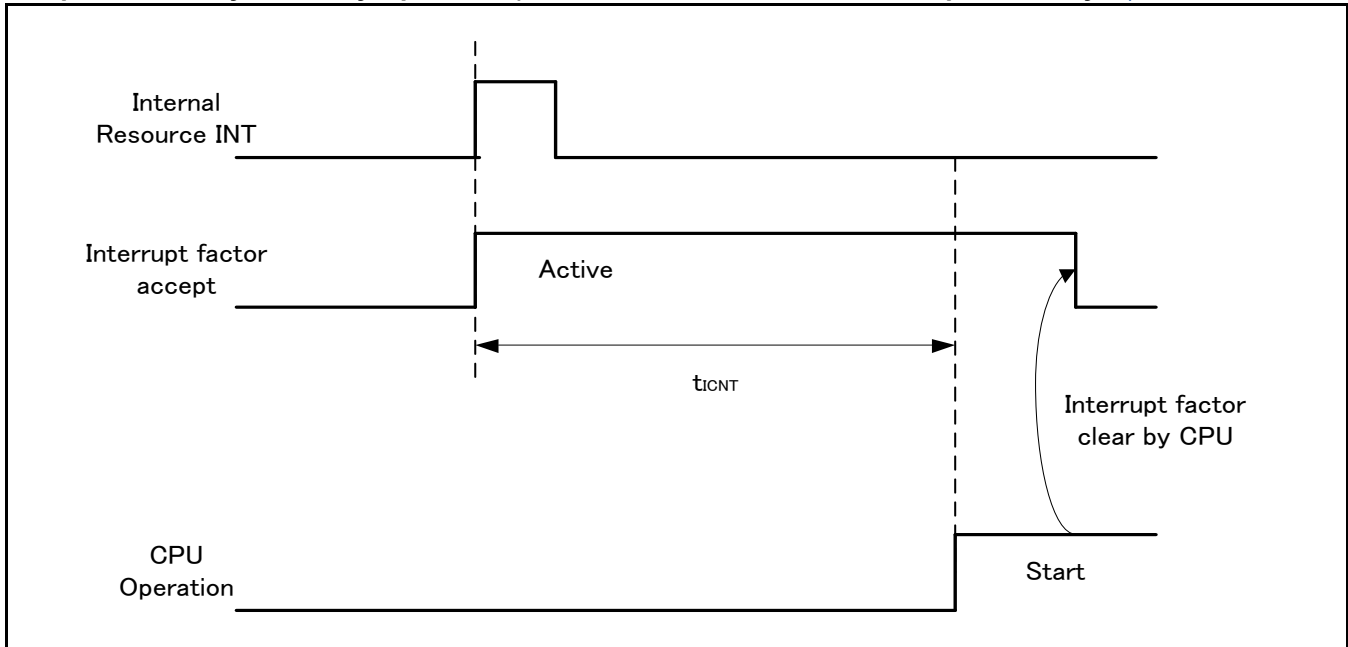 Internal
Resource INT
Interrupt factor
accept
Active
tICNT
Interrupt factor
clear by CPU
CPU
Operation
Start